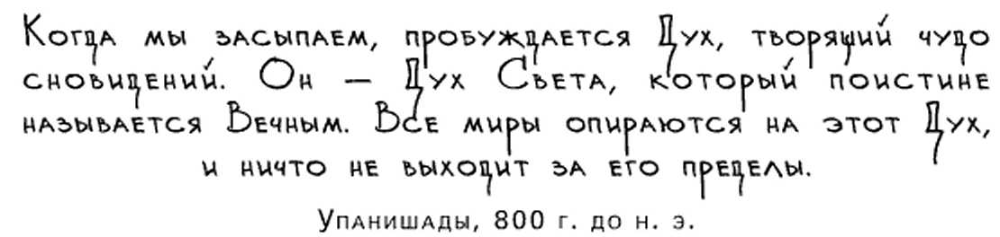 Когда мы засыпаем, пробуждается Дух, творящий чудо
сновидений. Он — Дух Света, который поистине
называется Вечным. Все миры опираются на этот Дух,
и ничто не выходит за его пределы.
Упанишады, 800 г. до н. э.